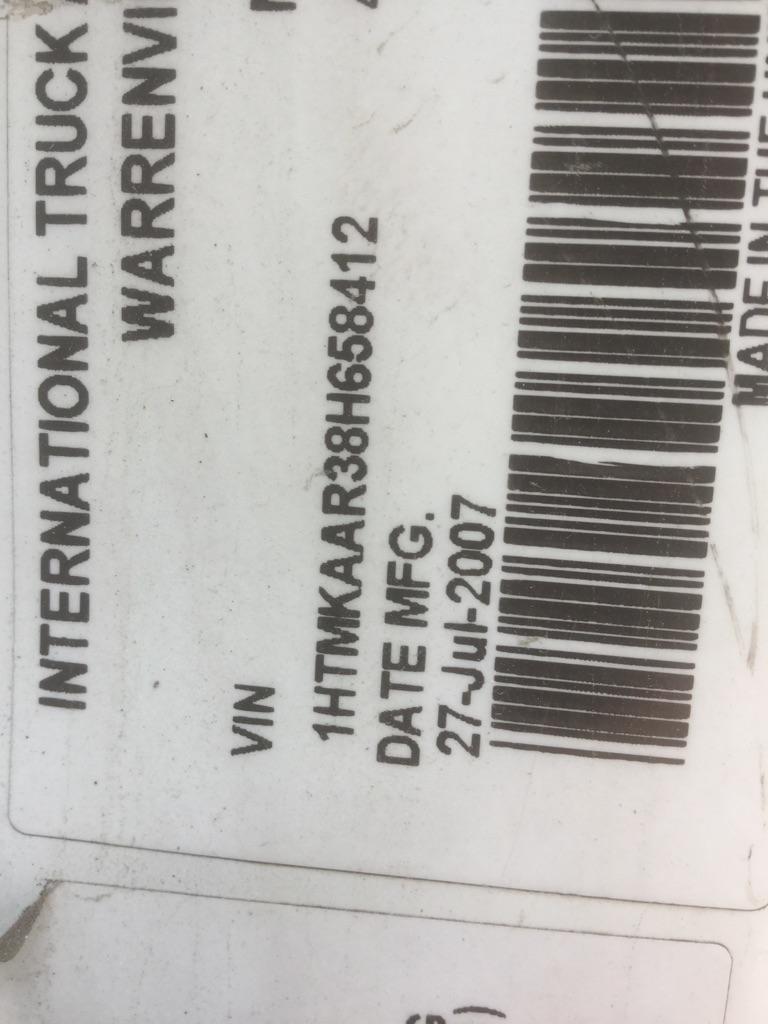 INTERNATIONAL TRUCK
WARRENVI
VIN
1HTMKAAR38H658412
DATE MFG.
27-Jul-2007
MADE IN THE